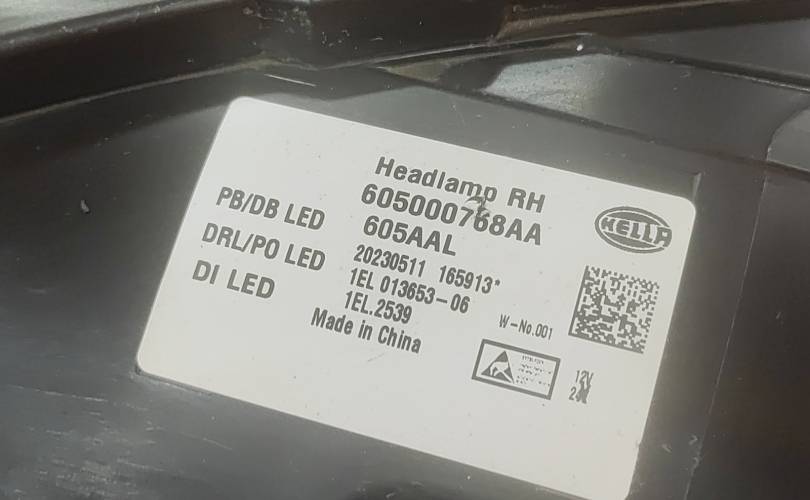 Headlamp RH
605000768AA
605AAL
20230511 165913*
1EL 013653-06
1EL.2539
Made in China
PB/DB LED
DRL/PO LED
DI LED
HELLA
W-No.001
12V